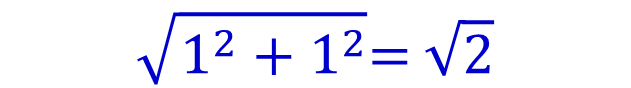 √(1² + 1²) = √2